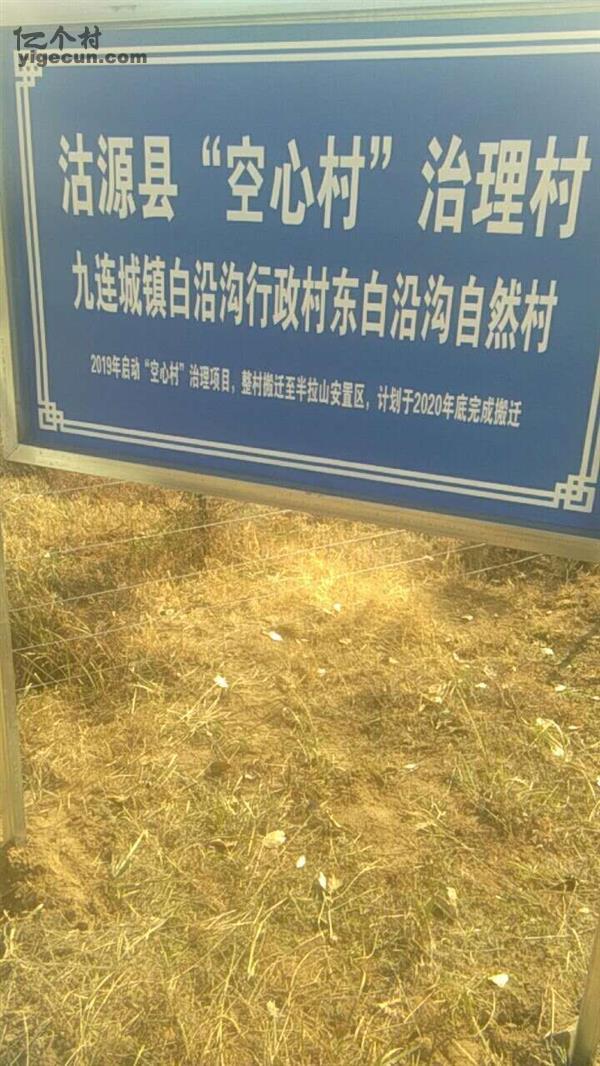 亿个村
yigecun.com
沽源县“空心村”治理村
九连城镇白沿沟行政村东白沿沟自然村
2019年启动“空心村”治理项目，整村搬迁至半拉山安置区，计划于2020年底完成搬迁